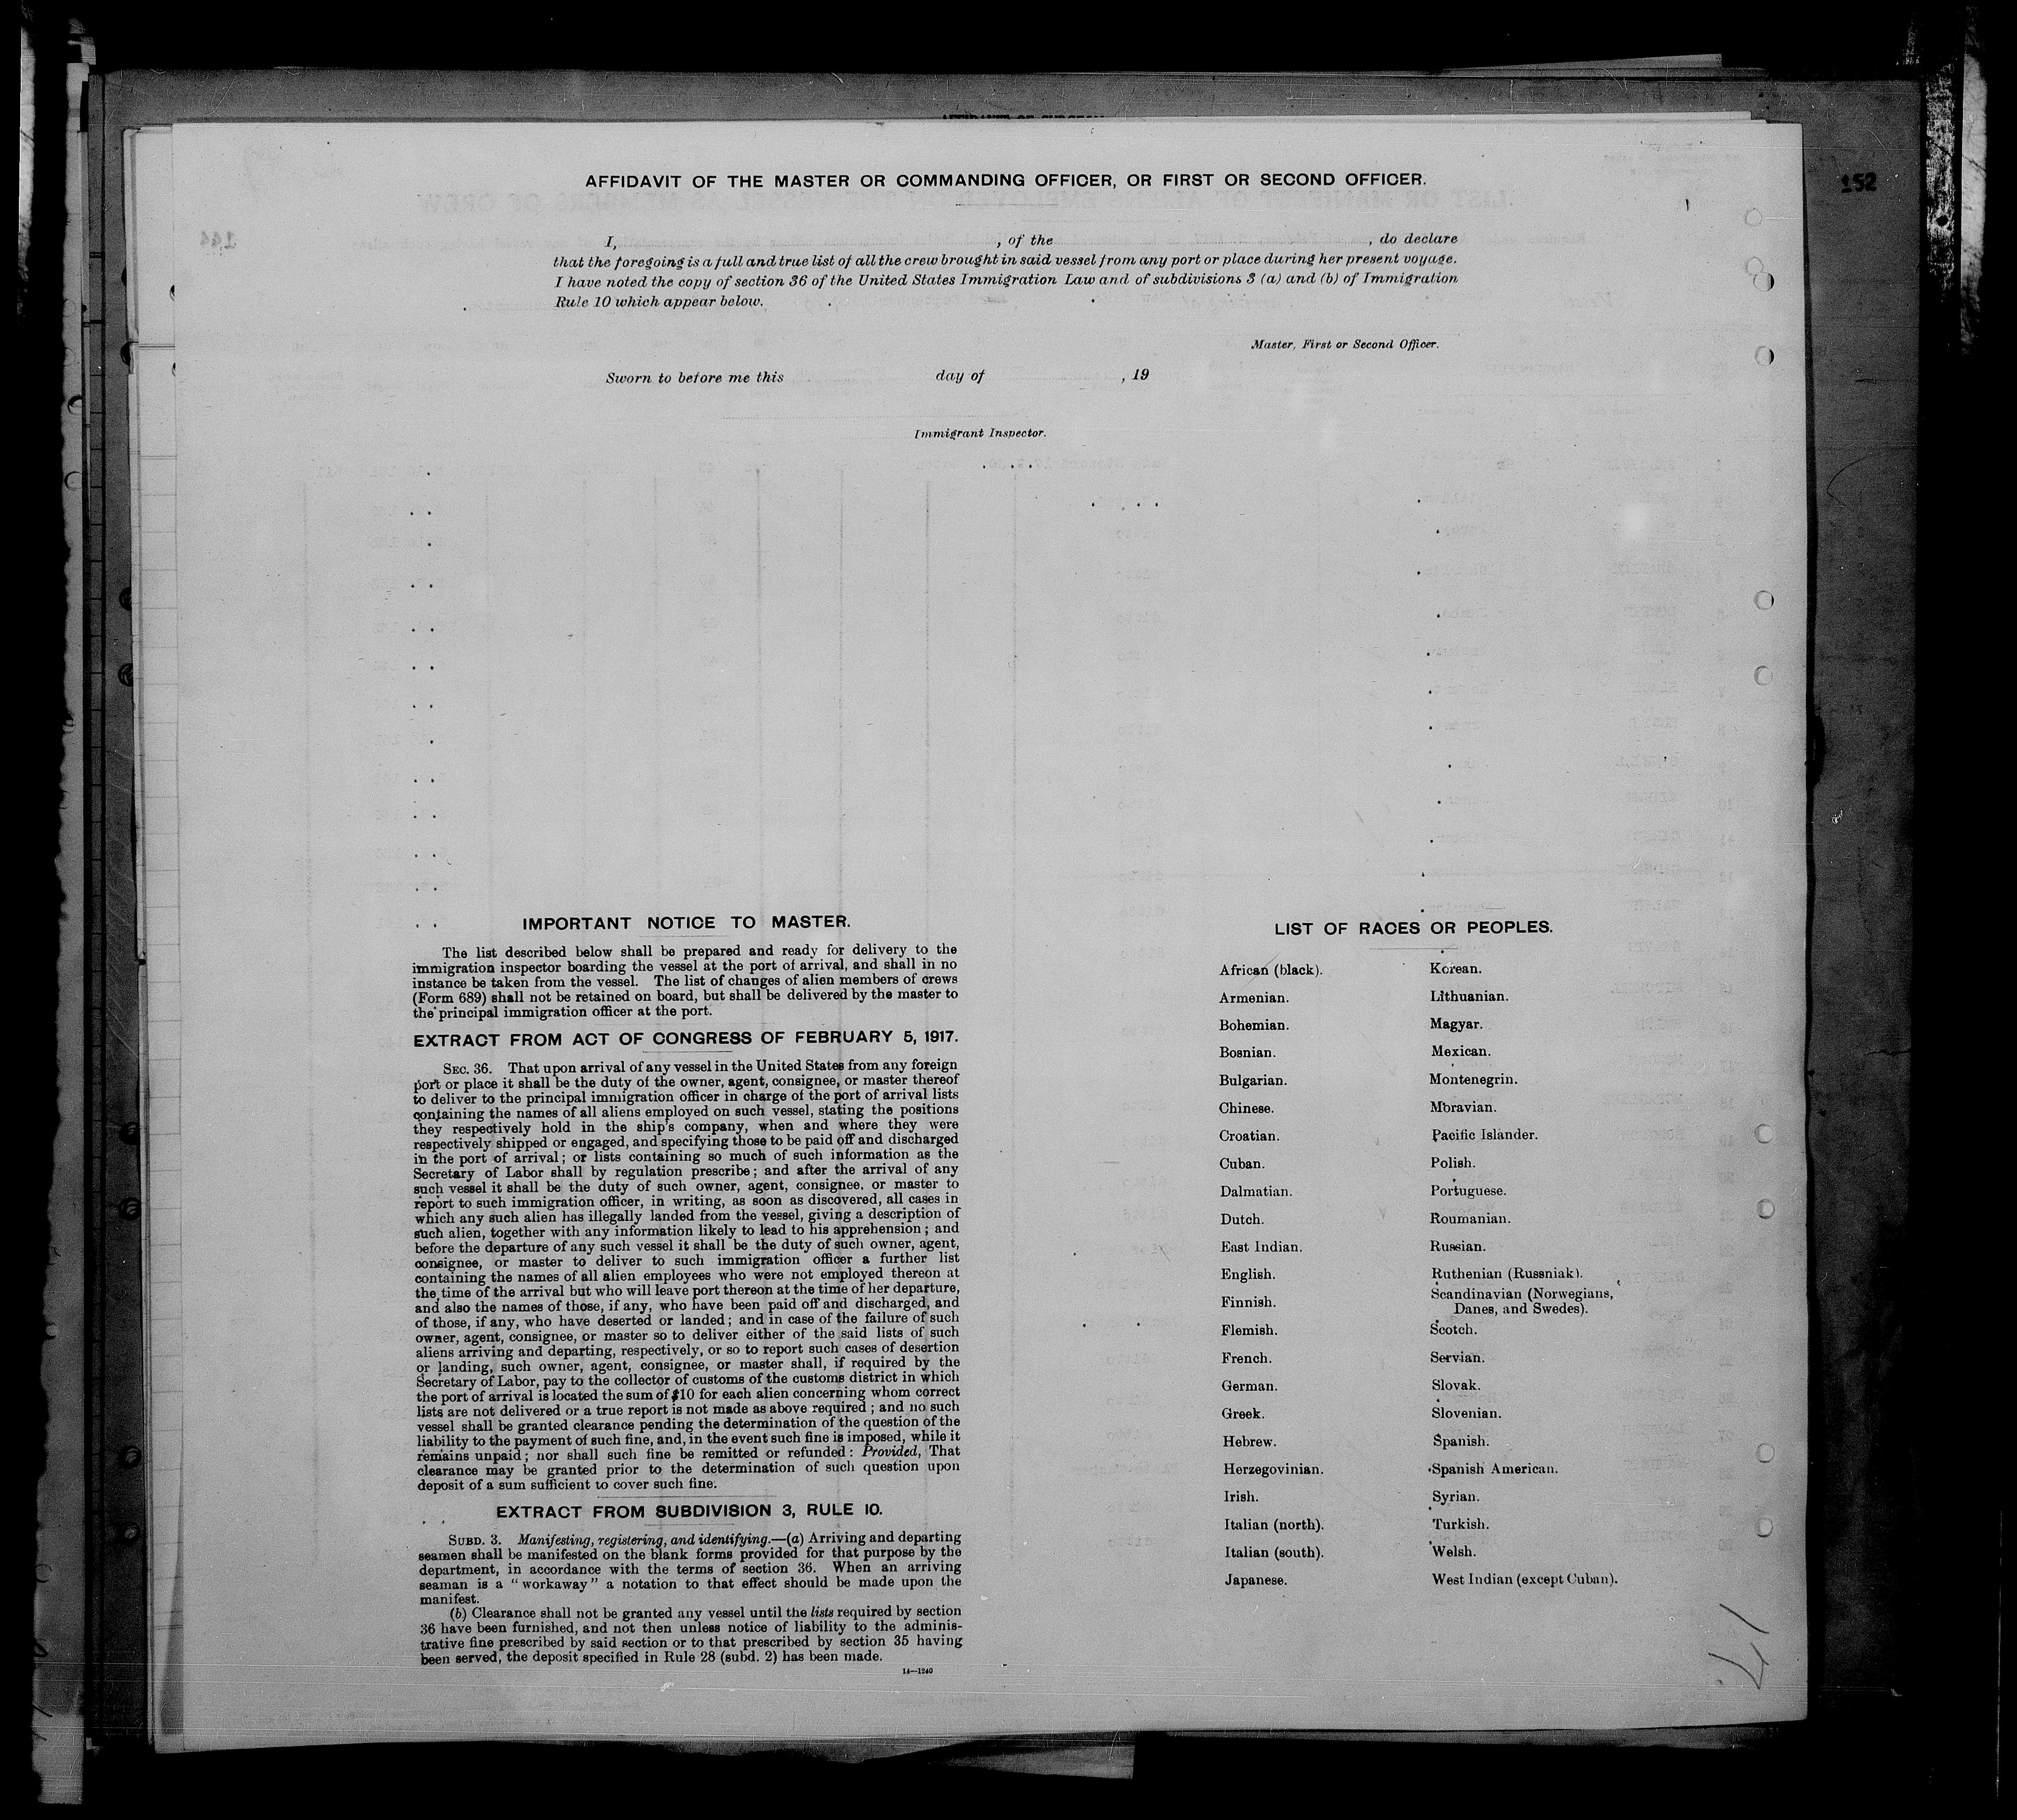 152
AFFIDAVIT OF THE MASTER OR COMMANDING OFFICER, OR FIRST OR SECOND OFFICER.
I, , of the , do declare
that the foregoing is a full and true list of all the crew brought in said vessel from any port or place during her present voyage.
I have noted the copy of section 36 of the United States Immigration Law and of subdivisions 3 (a) and (b) of Immigration
Rule 10 which appear below.
Master, First or Second Officer.
Sworn to before me this day of , 19
Immigrant Inspector.
IMPORTANT NOTICE TO MASTER.
The list described below shall be prepared and ready for delivery to the
immigration inspector boarding the vessel at the port of arrival, and shall in no
instance be taken from the vessel. The list of changes of alien members of crews
(Form 689) shall not be retained on board, but shall be delivered by the master to
the principal immigration officer at the port.
EXTRACT FROM ACT OF CONGRESS OF FEBRUARY 5, 1917.
SEC. 36. That upon arrival of any vessel in the United States from any foreign
port or place it shall be the duty of the owner, agent, consignee, or master thereof
to deliver to the principal immigration officer in charge of the port of arrival lists
containing the names of all aliens employed on such vessel, stating the positions
they respectively hold in the ship's company, when and where they were
respectively shipped or engaged, and specifying those to be paid off and discharged
in the port of arrival; or lists containing so much of such information as the
Secretary of Labor shall by regulation prescribe; and after the arrival of any
such vessel it shall be the duty of such owner, agent, consignee, or master to
report to such immigration officer, in writing, as soon as discovered, all cases in
which any such alien has illegally landed from the vessel, giving a description of
such alien, together with any information likely to lead to his apprehension; and
before the departure of any such vessel it shall be the duty of such owner, agent,
consignee, or master to deliver to such immigration officer a further list
containing the names of all alien employees who were not employed thereon at
the time of the arrival but who will leave port thereon at the time of her departure,
and also the names of those, if any, who have been paid off and discharged, and
of those, if any, who have deserted or landed; and in case of the failure of such
owner, agent, consignee, or master so to deliver either of the said lists of such
aliens arriving and departing, respectively, or so to report such cases of desertion
or landing, such owner, agent, consignee, or master shall, if required by the
Secretary of Labor, pay to the collector of customs of the customs district in which
the port of arrival is located the sum of $10 for each alien concerning whom correct
lists are not delivered or a true report is not made as above required; and no such
vessel shall be granted clearance pending the determination of the question of the
liability to the payment of such fine, and, in the event such fine is imposed, while it
remains unpaid; nor shall such fine be remitted or refunded: Provided, That
clearance may be granted prior to the determination of such question upon
deposit of a sum sufficient to cover such fine.
EXTRACT FROM SUBDIVISION 3, RULE 10.
SUBD. 3. Manifesting, registering, and identifying.—(a) Arriving and departing
seamen shall be manifested on the blank forms provided for that purpose by the
department, in accordance with the terms of section 36. When an arriving
seaman is a "workaway" a notation to that effect should be made upon the
manifest.
(b) Clearance shall not be granted any vessel until the lists required by section
36 have been furnished, and not then unless notice of liability to the adminis-
trative fine prescribed by said section or to that prescribed by section 35 having
been served, the deposit specified in Rule 28 (subd. 2) has been made.
14—1240
LIST OF RACES OR PEOPLES.
African (black).
Armenian.
Bohemian.
Bosnian.
Bulgarian.
Chinese.
Croatian.
Cuban.
Dalmatian.
Dutch.
East Indian.
English.
Finnish.
Flemish.
French.
German.
Greek.
Hebrew.
Herzegovinian.
Irish.
Italian (north).
Italian (south).
Japanese.
Korean.
Lithuanian.
Magyar.
Mexican.
Montenegrin.
Moravian.
Pacific Islander.
Polish.
Portuguese.
Roumanian.
Russian.
Ruthenian (Russniak).
Scandinavian (Norwegians,
Danes, and Swedes).
Scotch.
Servian.
Slovak.
Slovenian.
Spanish.
Spanish American.
Syrian.
Turkish.
Welsh.
West Indian (except Cuban).